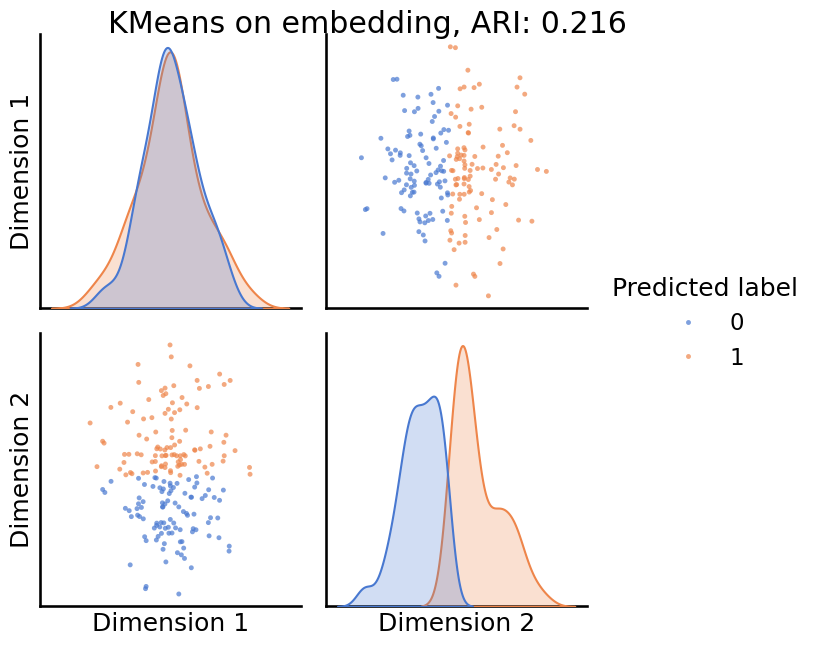 KMeans on embedding, ARI: 0.216
Dimension 1
Dimension 2
Dimension 1
Dimension 2
Predicted label
0
1